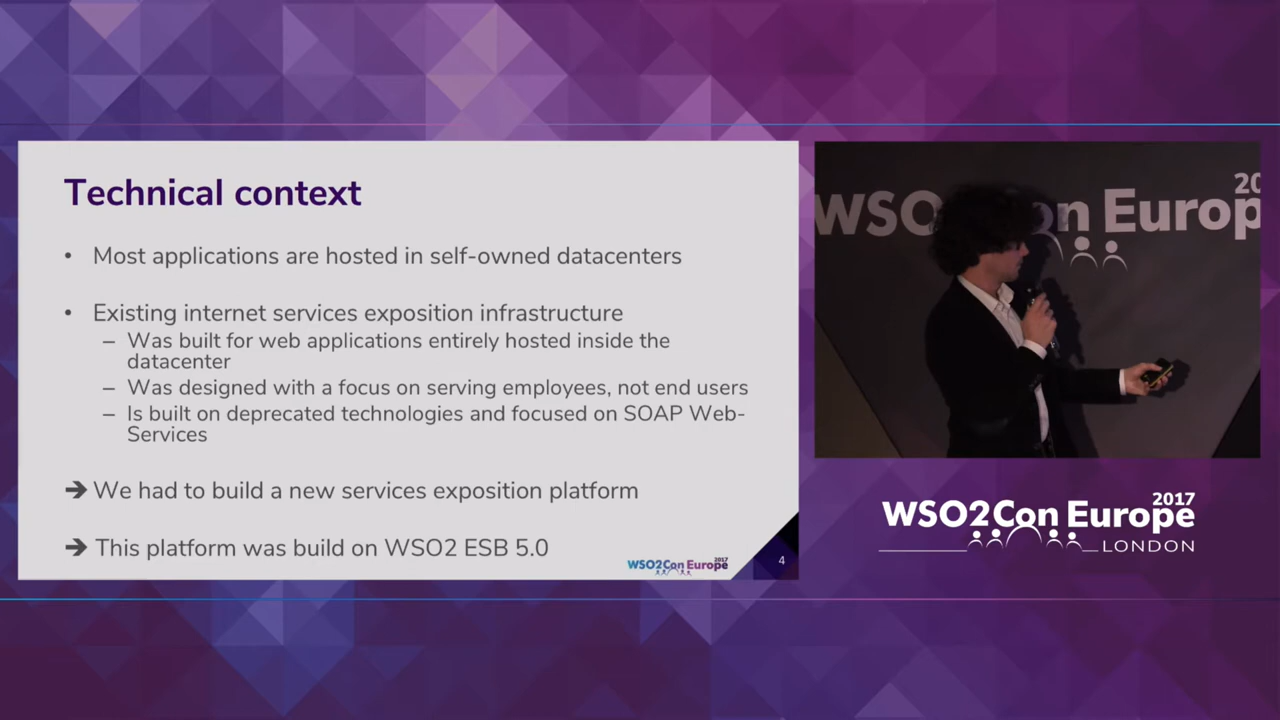 Technical context
• Most applications are hosted in self-owned datacenters
• Existing internet services exposition infrastructure
– Was built for web applications entirely hosted inside the
datacenter
– Was designed with a focus on serving employees, not end users
– Is built on deprecated technologies and focused on SOAP Web-
Services
➔ We had to build a new services exposition platform
➔ This platform was build on WSO2 ESB 5.0
WSO2Con Europe 2017
4
20
WSO on Europ
2017
WSO2Con Europe
LONDON